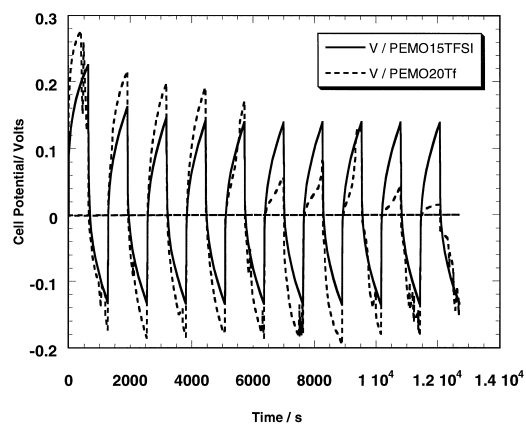 0.3
0.2
0.1
0
-0.1
-0.2
Cell Potential/ Volts
V / PEMO15TFSI
V / PEMO20Tf
0 2000 4000 6000 8000 1 10⁴ 1.2 10⁴ 1.4 10⁴
Time / s